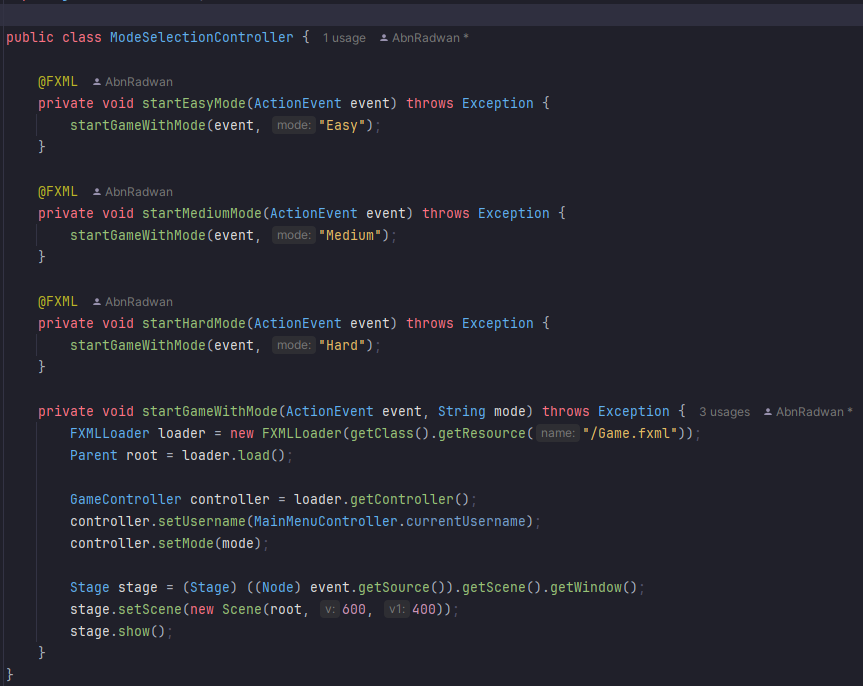 public class ModeSelectionController { 1 usage AbnRadwan *
@FXML AbnRadwan
private void startEasyMode(ActionEvent event) throws Exception {
startGameWithMode(event, mode: "Easy");
}
@FXML AbnRadwan
private void startMediumMode(ActionEvent event) throws Exception {
startGameWithMode(event, mode: "Medium");
}
@FXML AbnRadwan
private void startHardMode(ActionEvent event) throws Exception {
startGameWithMode(event, mode: "Hard");
}
private void startGameWithMode(ActionEvent event, String mode) throws Exception { 3 usages AbnRadwan *
FXMLLoader loader = new FXMLLoader(getClass().getResource( name: "/Game.fxml"));
Parent root = loader.load();
GameController controller = loader.getController();
controller.setUsername(MainMenuController.currentUsername);
controller.setMode(mode);
Stage stage = (Stage) ((Node) event.getSource()).getScene().getWindow();
stage.setScene(new Scene(root, v: 600, v1: 400));
stage.show();
}
}